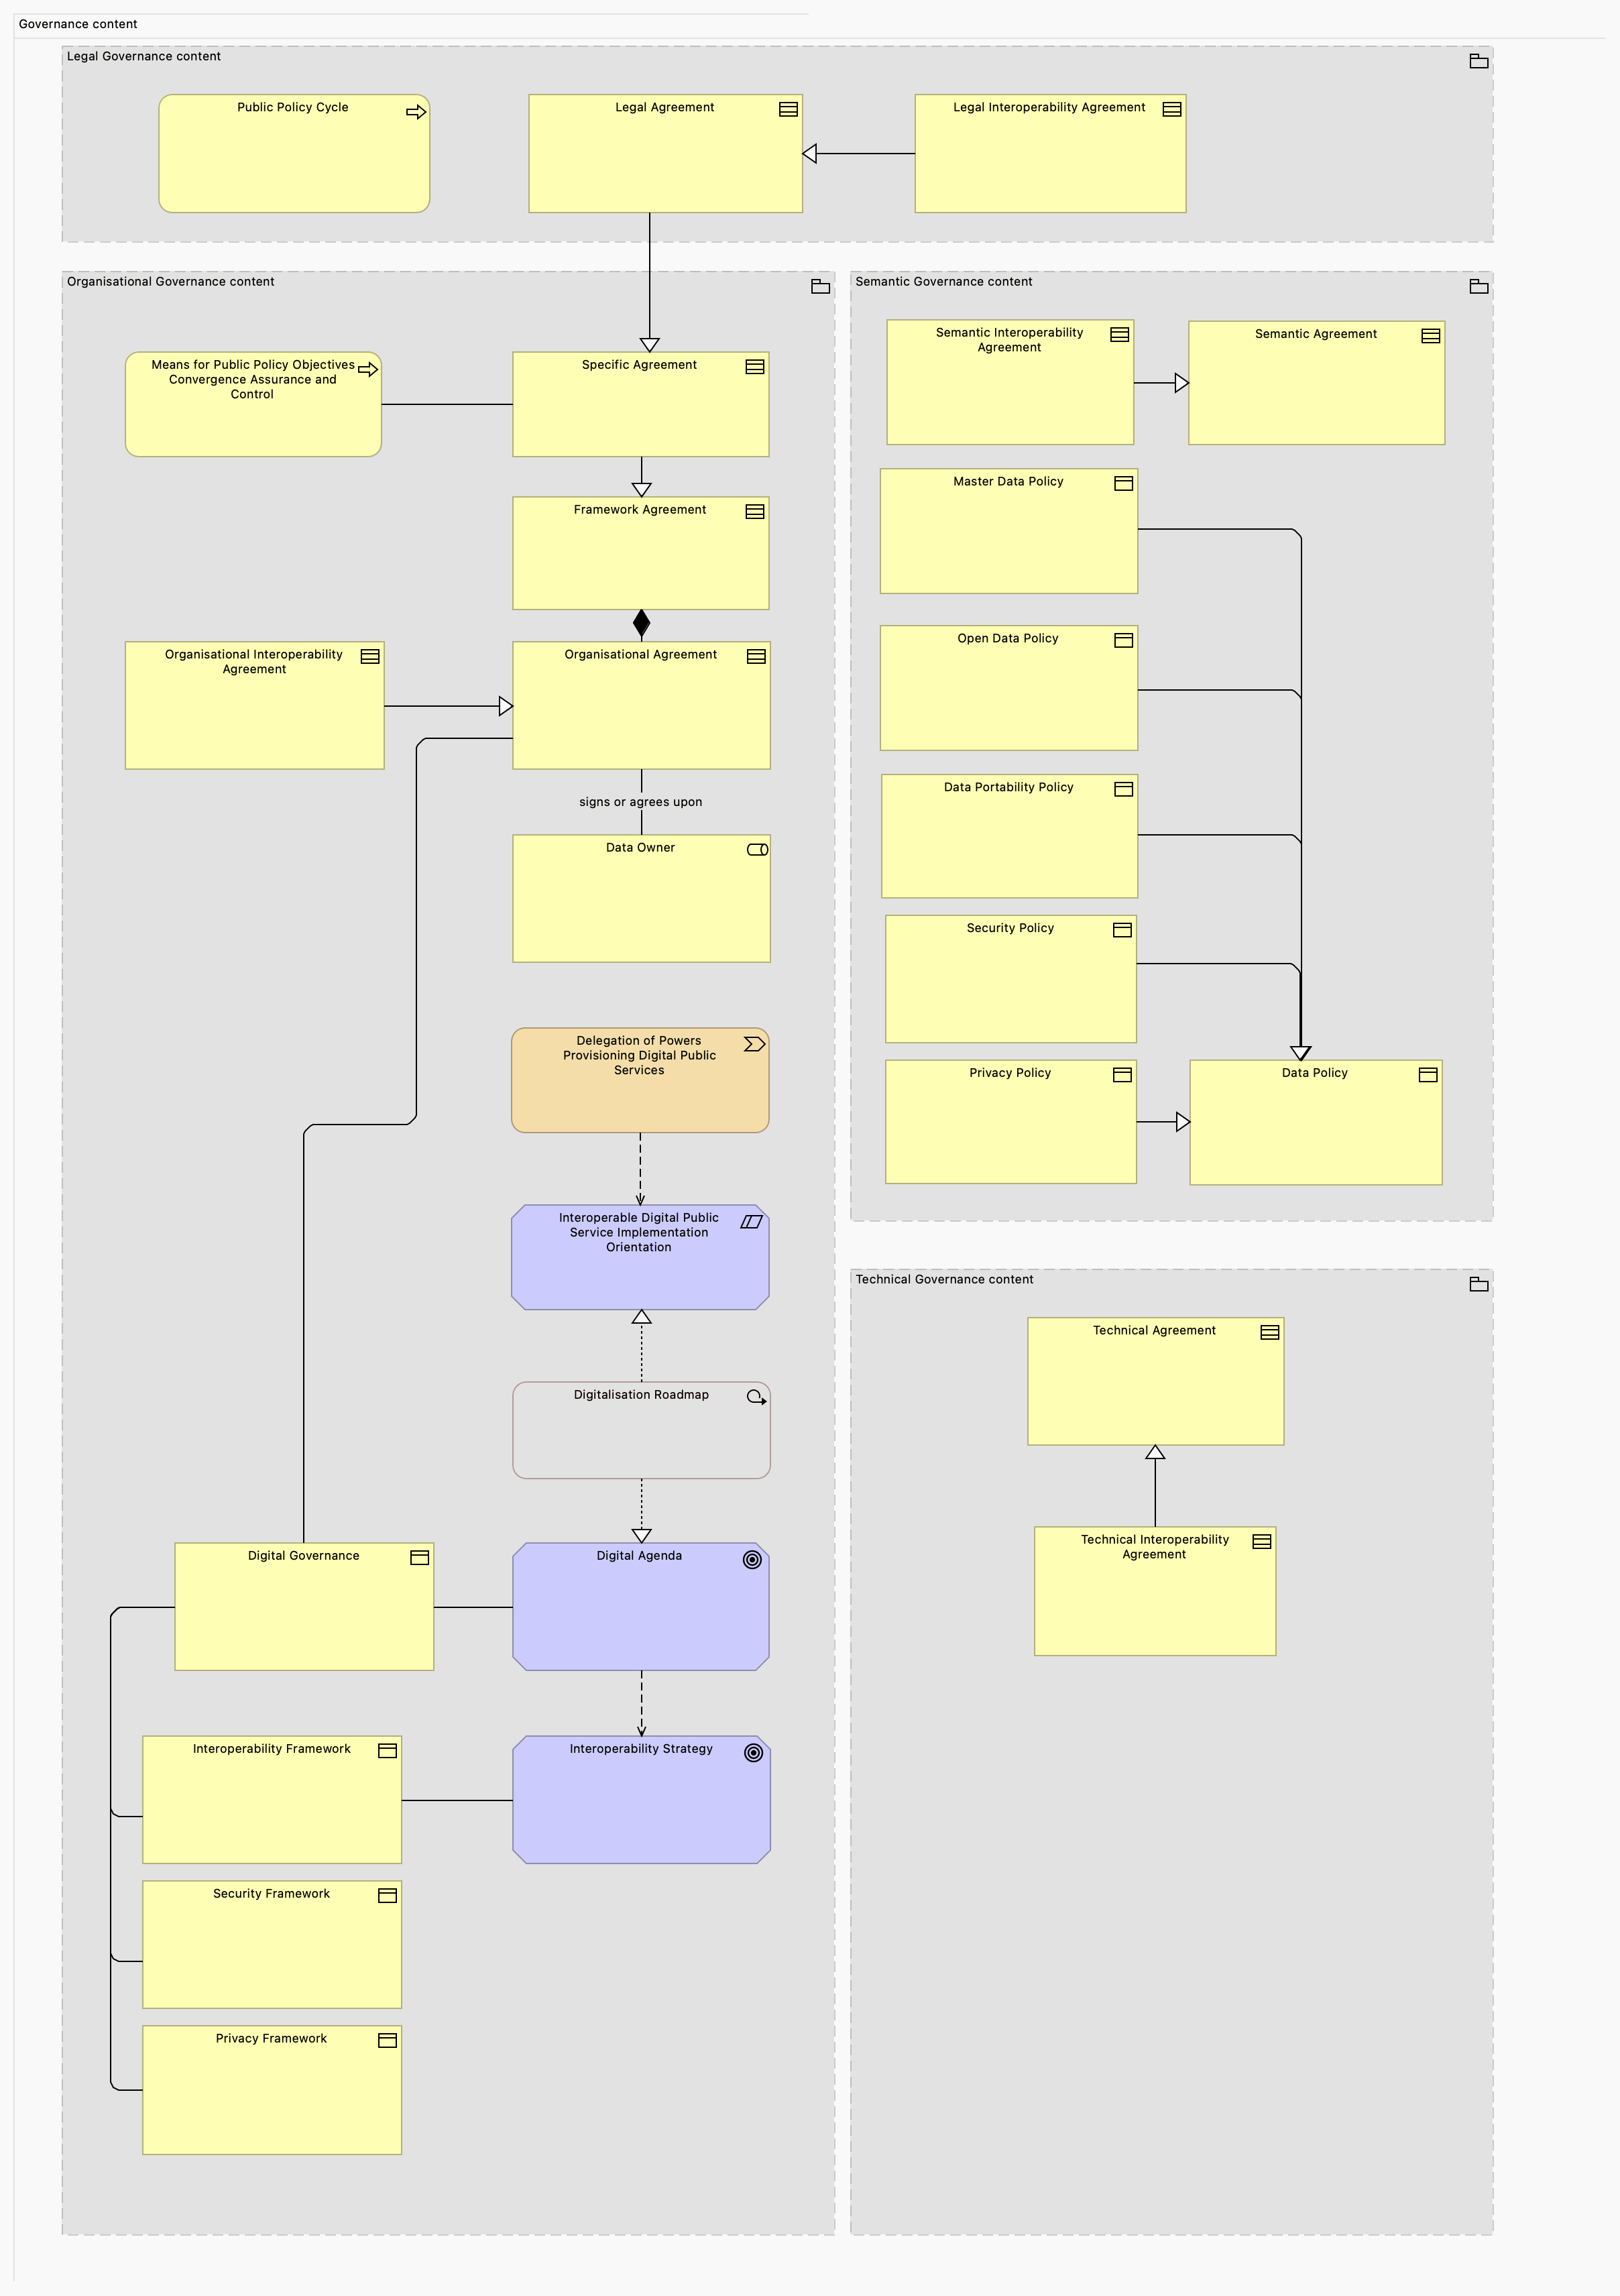 Governance content
Legal Governance content
Public Policy Cycle
Legal Agreement
Legal Interoperability Agreement
Organisational Governance content
Means for Public Policy Objectives
Convergence Assurance and
Control
Specific Agreement
Framework Agreement
Organisational Interoperability
Agreement
Organisational Agreement
signs or agrees upon
Data Owner
Delegation of Powers
Provisioning Digital Public
Services
Interoperable Digital Public
Service Implementation
Orientation
Digitalisation Roadmap
Digital Governance
Digital Agenda
Interoperability Framework
Interoperability Strategy
Security Framework
Privacy Framework
Semantic Governance content
Semantic Interoperability
Agreement
Semantic Agreement
Master Data Policy
Open Data Policy
Data Portability Policy
Security Policy
Privacy Policy
Data Policy
Technical Governance content
Technical Agreement
Technical Interoperability
Agreement